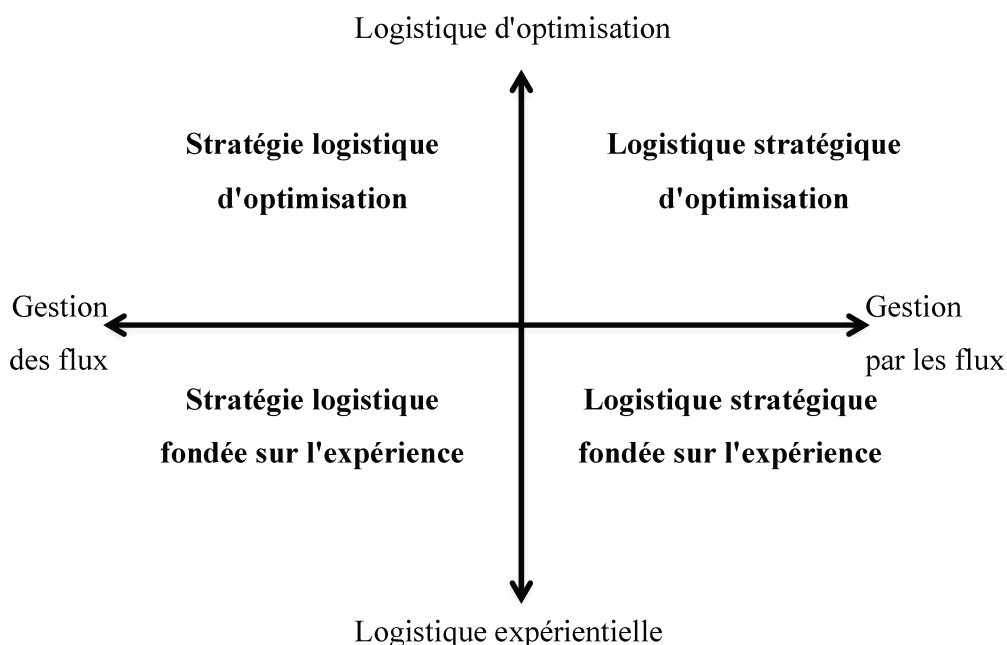 Logistique d'optimisation
Stratégie logistique
d'optimisation
Logistique stratégique
d'optimisation
Gestion
des flux
Gestion
par les flux
Stratégie logistique
fondée sur l'expérience
Logistique stratégique
fondée sur l'expérience
Logistique expérientielle